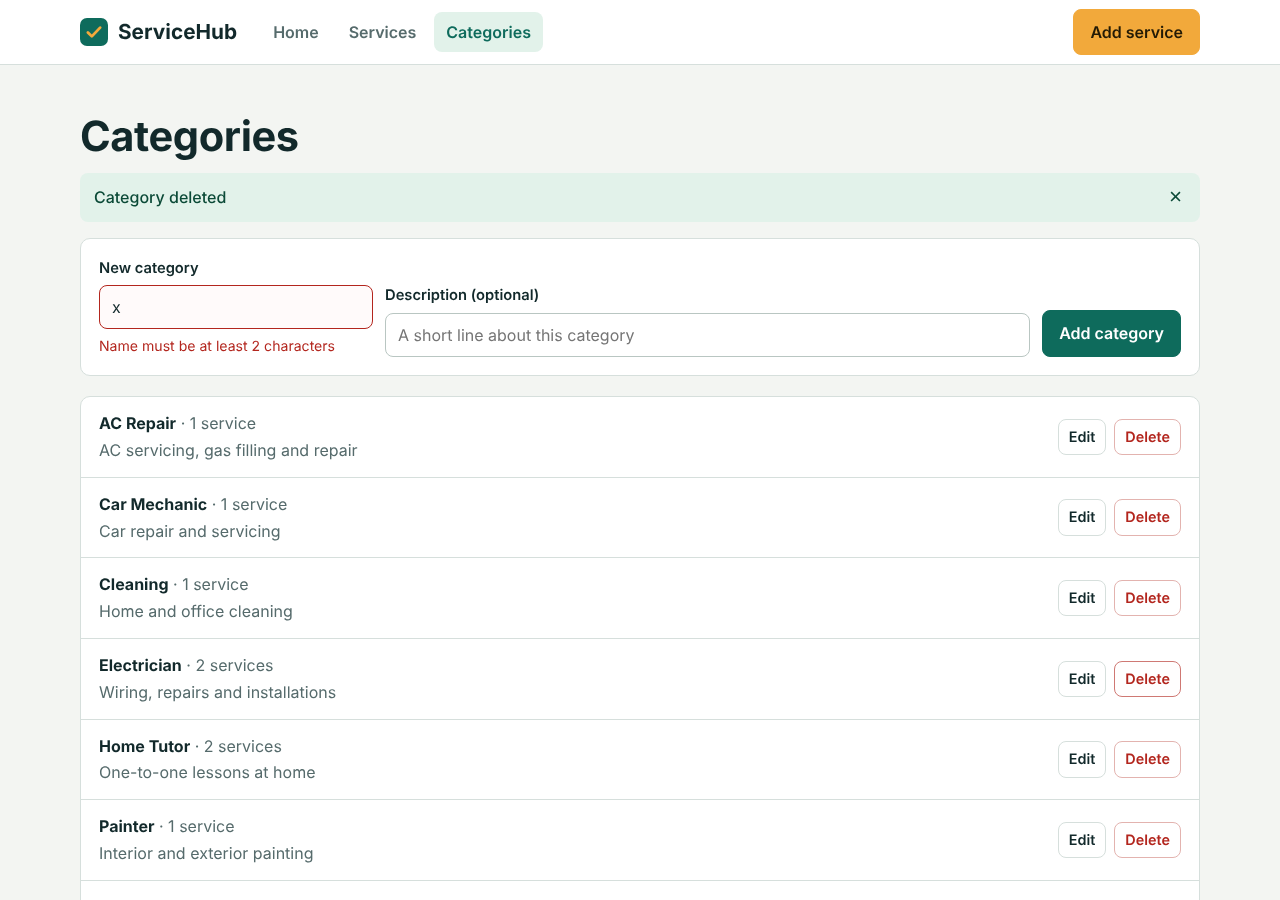 ServiceHub
Home
Services
Categories
Add service
Categories
Category deleted
New category
x
Name must be at least 2 characters
Description (optional)
A short line about this category
Add category
AC Repair · 1 service
AC servicing, gas filling and repair
Edit
Delete
Car Mechanic · 1 service
Car repair and servicing
Edit
Delete
Cleaning · 1 service
Home and office cleaning
Edit
Delete
Electrician · 2 services
Wiring, repairs and installations
Edit
Delete
Home Tutor · 2 services
One-to-one lessons at home
Edit
Delete
Painter · 1 service
Interior and exterior painting
Edit
Delete